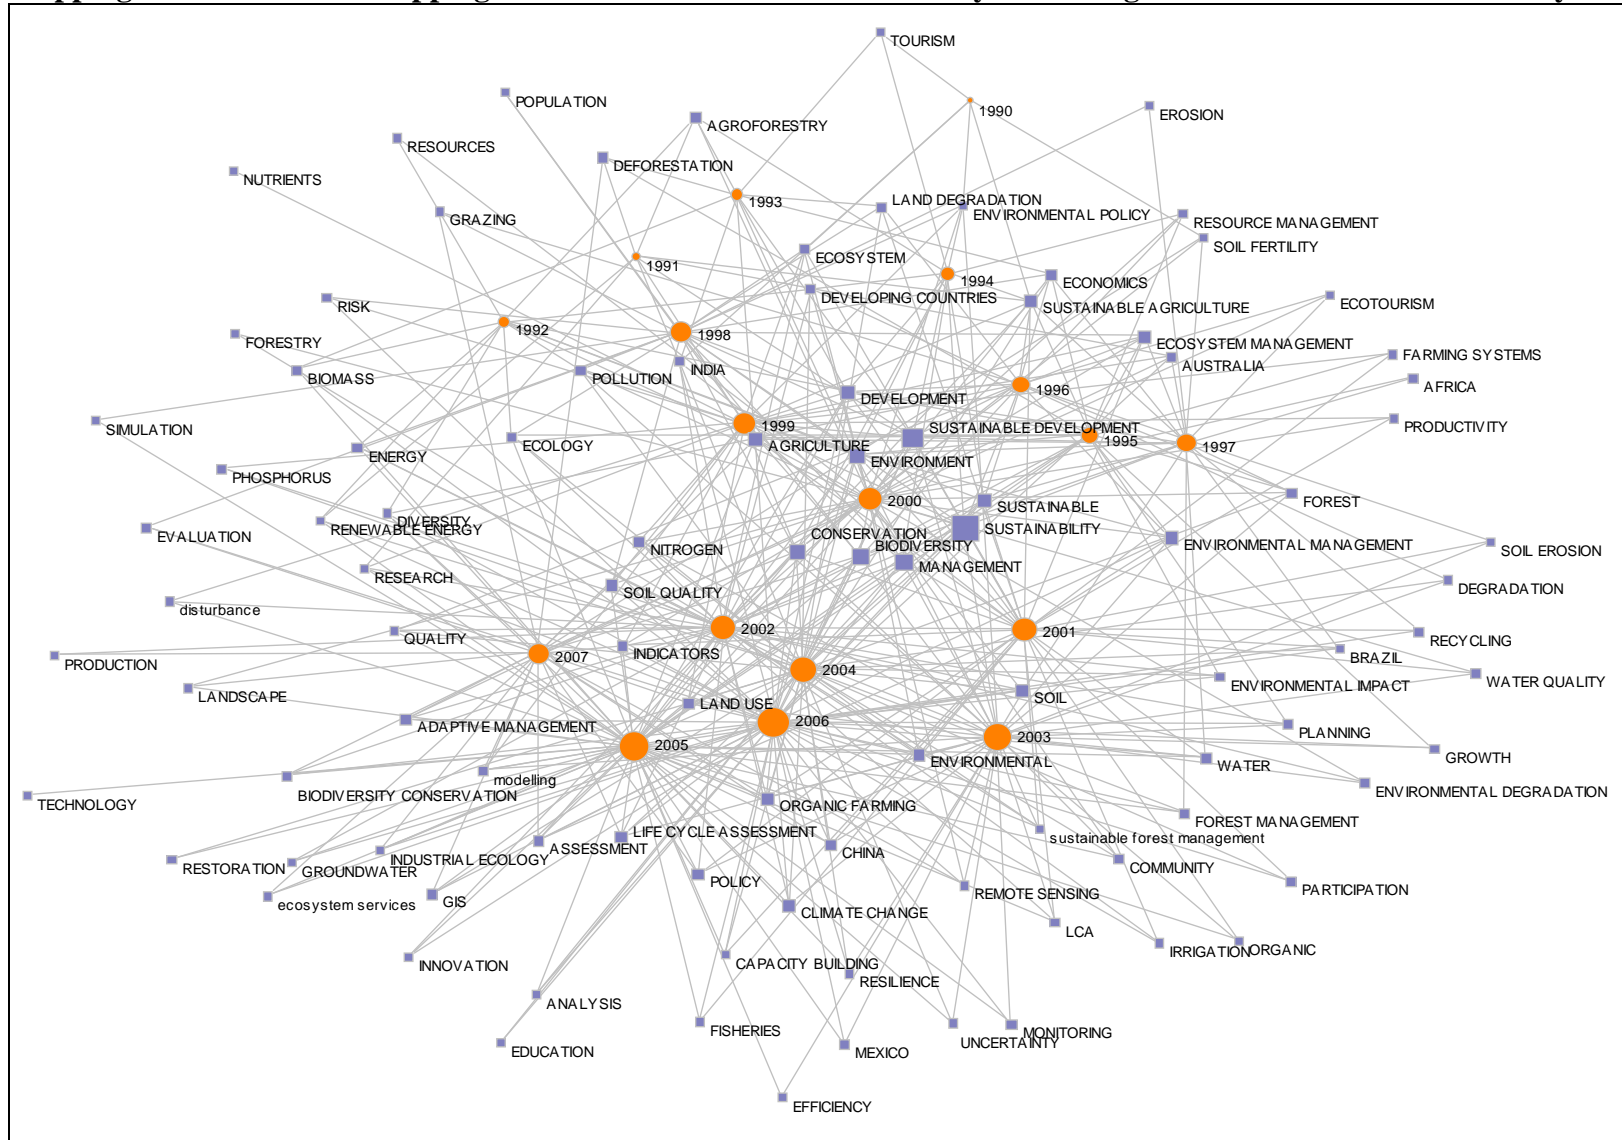 TOURISM
1990
POPULATION
EROSION
AGROFORESTRY
RESOURCES
DEFORESTATION
NUTRIENTS
1993
LAND DEGRADATION
ENVIRONMENTAL POLICY
GRAZING
RESOURCE MANAGEMENT
SOIL FERTILITY
ECOSYSTEM
1991
1994
ECONOMICS
DEVELOPING COUNTRIES
SUSTAINABLE AGRICULTURE
ECOTOURISM
RISK
1992
1998
FORESTRY
ECOSYSTEM MANAGEMENT
FARMING SYSTEMS
AUSTRALIA
INDIA
BIOMASS
POLLUTION
AFRICA
1996
DEVELOPMENT
SIMULATION
1999
SUSTAINABLE DEVELOPMENT
PRODUCTIVITY
ECOLOGY
AGRICULTURE
1995
1997
ENERGY
ENVIRONMENT
PHOSPHORUS
2000
SUSTAINABLE
FOREST
DIVERSITY
RENEWABLE ENERGY
EVALUATION
SUSTAINABILITY
CONSERVATION
BIODIVERSITY
NITROGEN
ENVIRONMENTAL MANAGEMENT
SOIL EROSION
MANAGEMENT
RESEARCH
SOIL QUALITY
DEGRADATION
disturbance
2002
2001
QUALITY
RECYCLING
INDICATORS
2007
BRAZIL
PRODUCTION
2004
LANDSCAPE
ENVIRONMENTAL IMPACT
WATER QUALITY
SOIL
LAND USE
ADAPTIVE MANAGEMENT
2006
PLANNING
2005
2003
GROWTH
ENVIRONMENTAL
WATER
modelling
BIODIVERSITY CONSERVATION
TECHNOLOGY
ENVIRONMENTAL DEGRADATION
ORGANIC FARMING
FOREST MANAGEMENT
LIFE CYCLE ASSESSMENT
sustainable forest management
ASSESSMENT
CHINA
INDUSTRIAL ECOLOGY
RESTORATION
GROUNDWATER
COMMUNITY
POLICY
PARTICIPATION
REMOTE SENSING
ecosystem services
GIS
CLIMATE CHANGE
LCA
IRRIGATION
ORGANIC
CAPACITY BUILDING
INNOVATION
RESILIENCE
ANALYSIS
FISHERIES
MONITORING
UNCERTAINTY
EDUCATION
MEXICO
EFFICIENCY